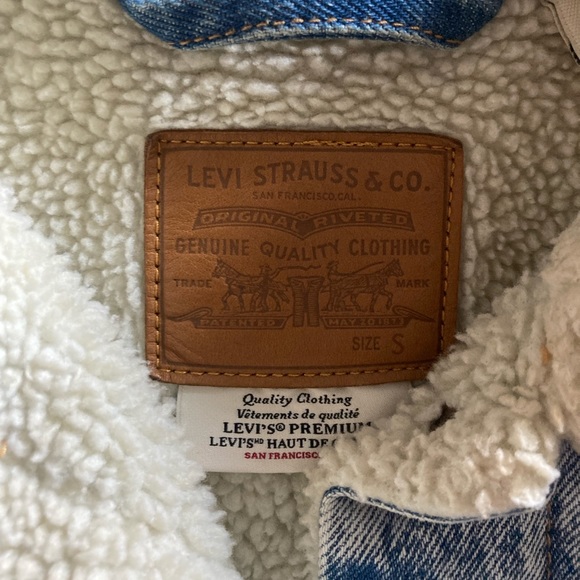 LEVI STRAUSS & CO.
SAN FRANCISCO, CAL.
ORIGINAL RIVETED
GENUINE QUALITY CLOTHING
TRADE MARK
PATENTED MAY 20 1873
SIZE S
Quality Clothing
Vêtements de qualité
LEVI'S® PREMIUM
LEVI'SMD HAUT DE
SAN FRANCISCO